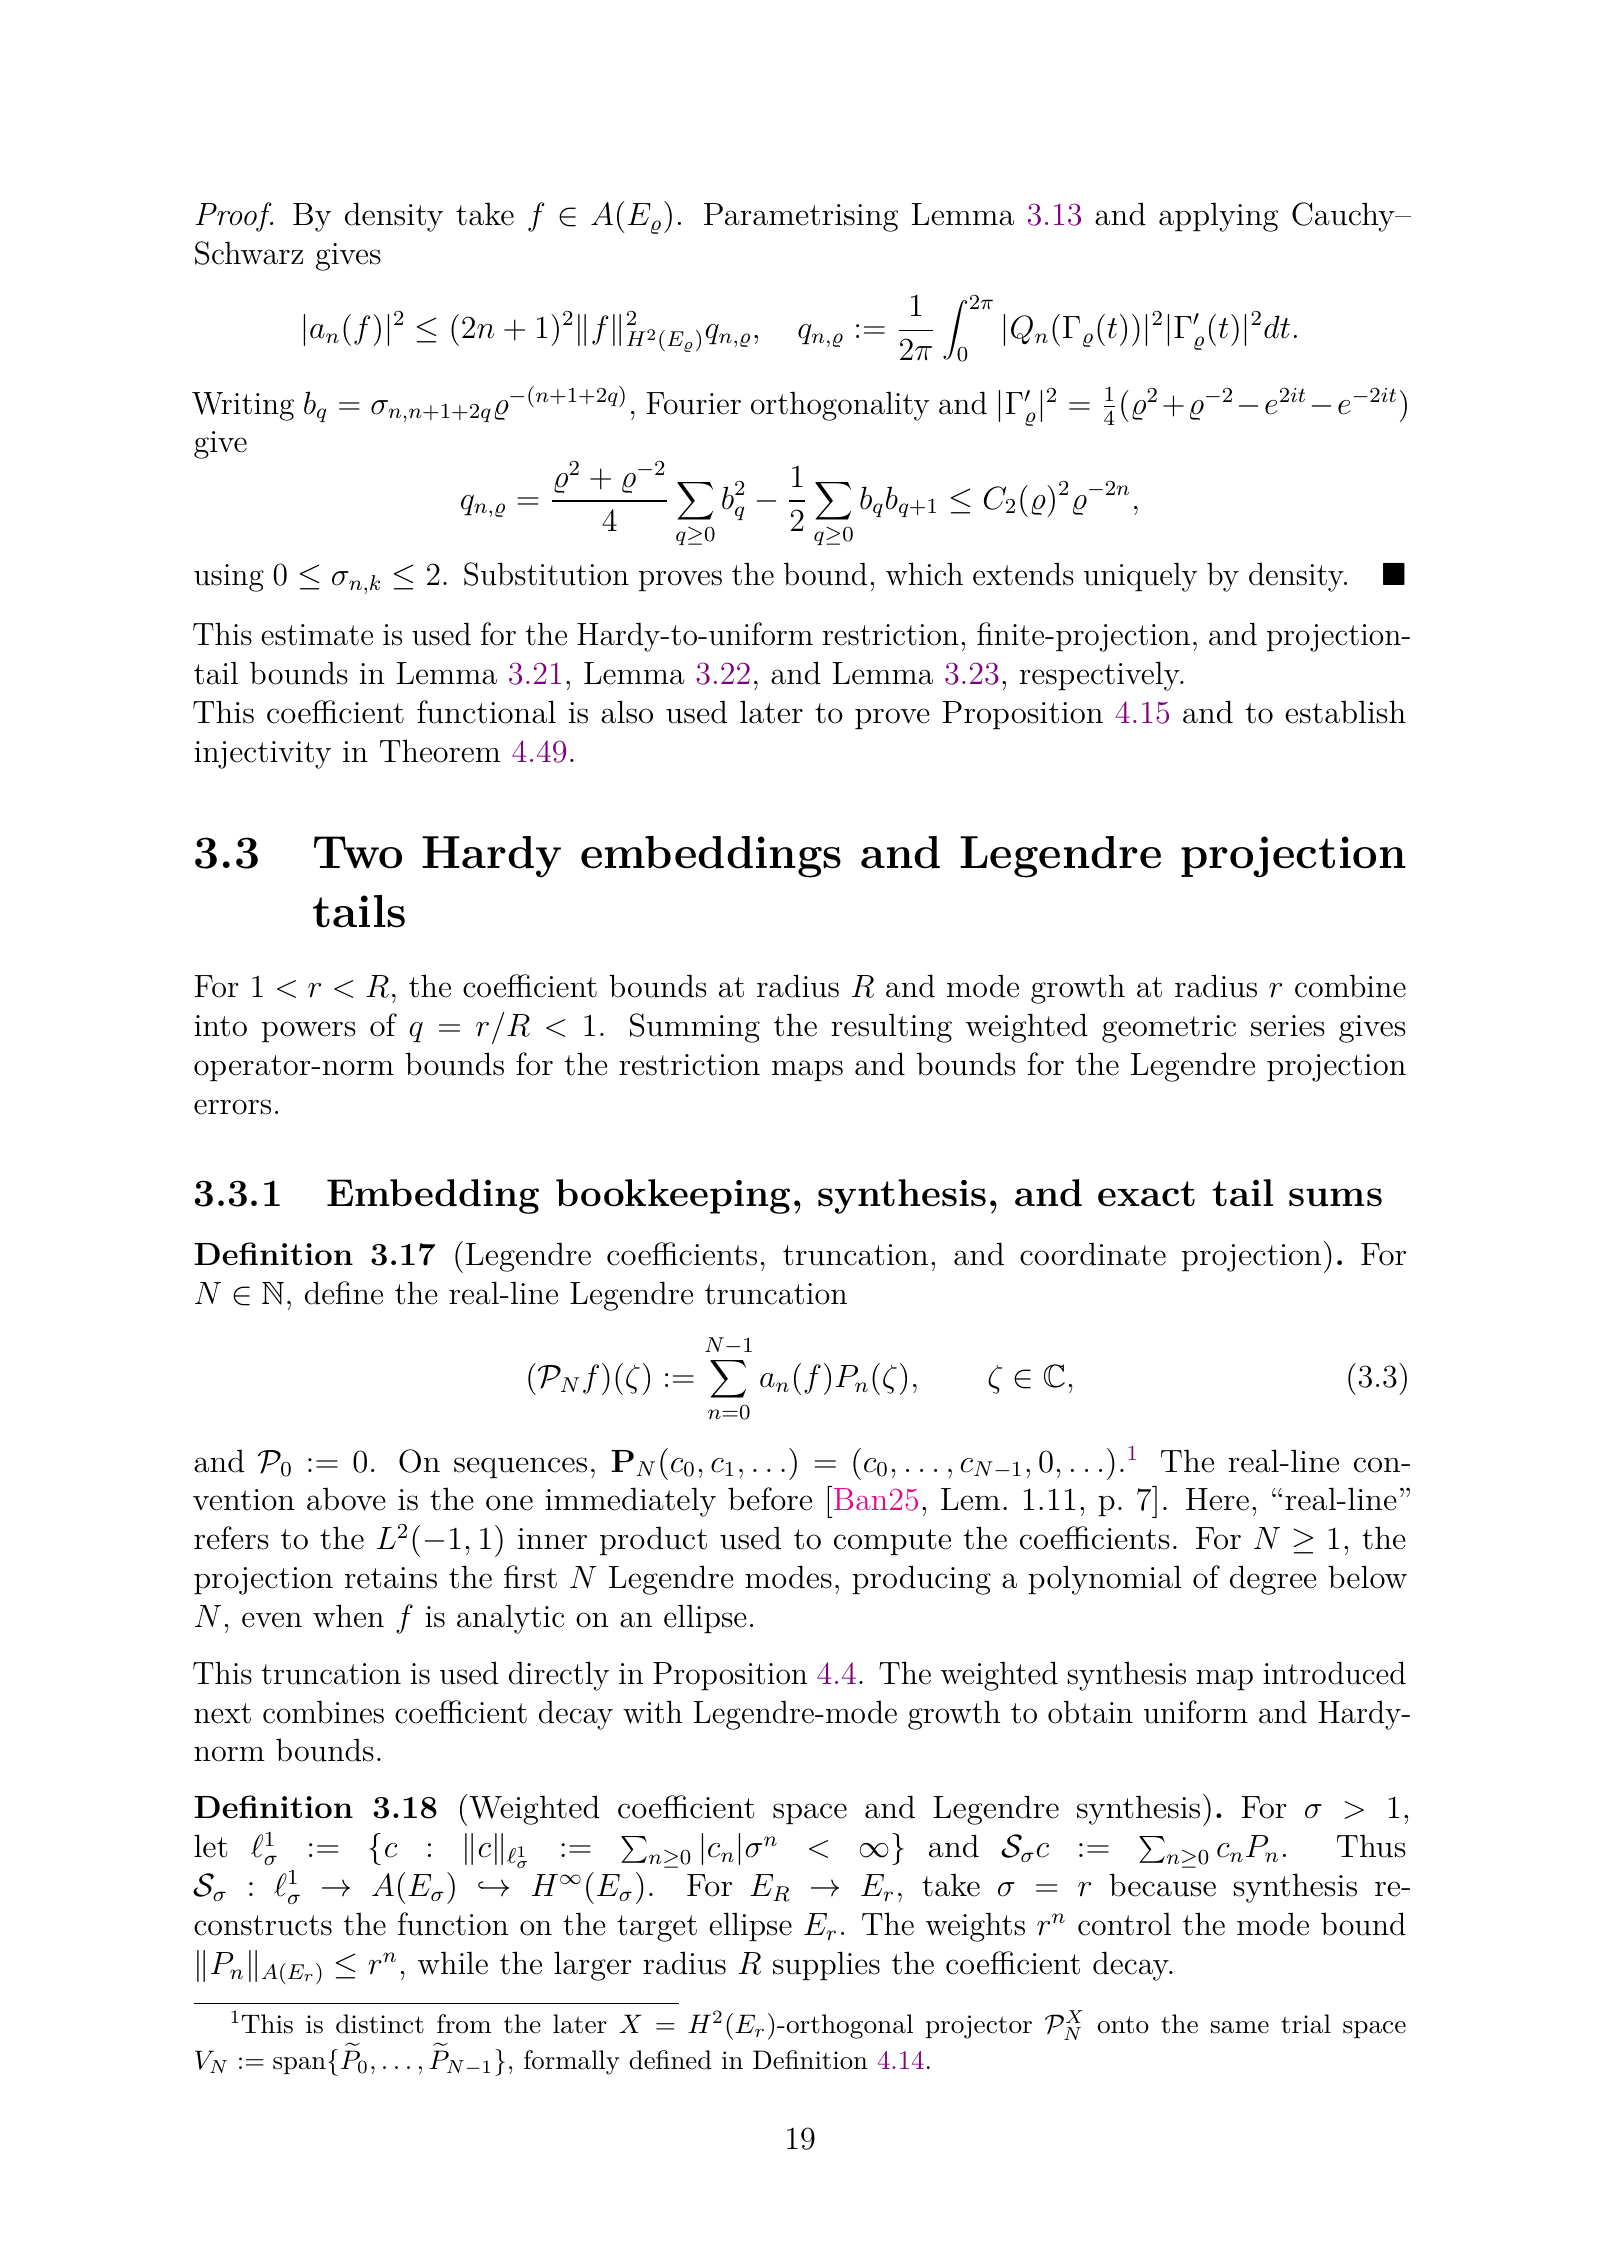 Proof. By density take f ∈ A(E_ϱ). Parametrising Lemma 3.13 and applying Cauchy–
Schwarz gives
|a_n(f)|² ≤ (2n + 1)²‖f‖²_{H²(E_ϱ)} q_{n,ϱ},    q_{n,ϱ} := \frac{1}{2π} ∫_0^{2π} |Q_n(Γ_ϱ(t))|²|Γ′_ϱ(t)|² dt.
Writing b_q = σ_{n,n+1+2q}ϱ^{−(n+1+2q)}, Fourier orthogonality and |Γ′_ϱ|² = \frac{1}{4}(ϱ²+ϱ^{−2}−e^{2it}−e^{−2it})
give
q_{n,ϱ} = \frac{ϱ² + ϱ^{−2}}{4} ∑_{q≥0} b_q² − \frac{1}{2} ∑_{q≥0} b_q b_{q+1} ≤ C_2(ϱ)²ϱ^{−2n},
using 0 ≤ σ_{n,k} ≤ 2. Substitution proves the bound, which extends uniquely by density. ■
This estimate is used for the Hardy-to-uniform restriction, finite-projection, and projection-
tail bounds in Lemma 3.21, Lemma 3.22, and Lemma 3.23, respectively.
This coefficient functional is also used later to prove Proposition 4.15 and to establish
injectivity in Theorem 4.49.
3.3 Two Hardy embeddings and Legendre projection
tails
For 1 < r < R, the coefficient bounds at radius R and mode growth at radius r combine
into powers of q = r/R < 1. Summing the resulting weighted geometric series gives
operator-norm bounds for the restriction maps and bounds for the Legendre projection
errors.
3.3.1 Embedding bookkeeping, synthesis, and exact tail sums
Definition 3.17 (Legendre coefficients, truncation, and coordinate projection). For
N ∈ ℕ, define the real-line Legendre truncation
(𝒫_N f)(ζ) := ∑_{n=0}^{N−1} a_n(f)P_n(ζ),    ζ ∈ ℂ,    (3.3)
and 𝒫_0 := 0. On sequences, 𝐏_N(c_0, c_1, . . .) = (c_0, . . . , c_{N−1}, 0, . . .).¹ The real-line con-
vention above is the one immediately before [Ban25, Lem. 1.11, p. 7]. Here, “real-line”
refers to the L²(−1, 1) inner product used to compute the coefficients. For N ≥ 1, the
projection retains the first N Legendre modes, producing a polynomial of degree below
N, even when f is analytic on an ellipse.
This truncation is used directly in Proposition 4.4. The weighted synthesis map introduced
next combines coefficient decay with Legendre-mode growth to obtain uniform and Hardy-
norm bounds.
Definition 3.18 (Weighted coefficient space and Legendre synthesis). For σ > 1,
let ℓ¹_σ := {c : ‖c‖_{ℓ¹_σ} := ∑_{n≥0} |c_n|σ^n < ∞} and 𝒮_σ c := ∑_{n≥0} c_n P_n. Thus
𝒮_σ : ℓ¹_σ → A(E_σ) ↪ H^∞(E_σ). For E_R → E_r, take σ = r because synthesis re-
constructs the function on the target ellipse E_r. The weights r^n control the mode bound
‖P_n‖_{A(E_r)} ≤ r^n, while the larger radius R supplies the coefficient decay.
¹This is distinct from the later X = H²(E_r)-orthogonal projector 𝒫_N^X onto the same trial space
V_N := span{\widetilde{P}_0, . . . , \widetilde{P}_{N−1}}, formally defined in Definition 4.14.
19